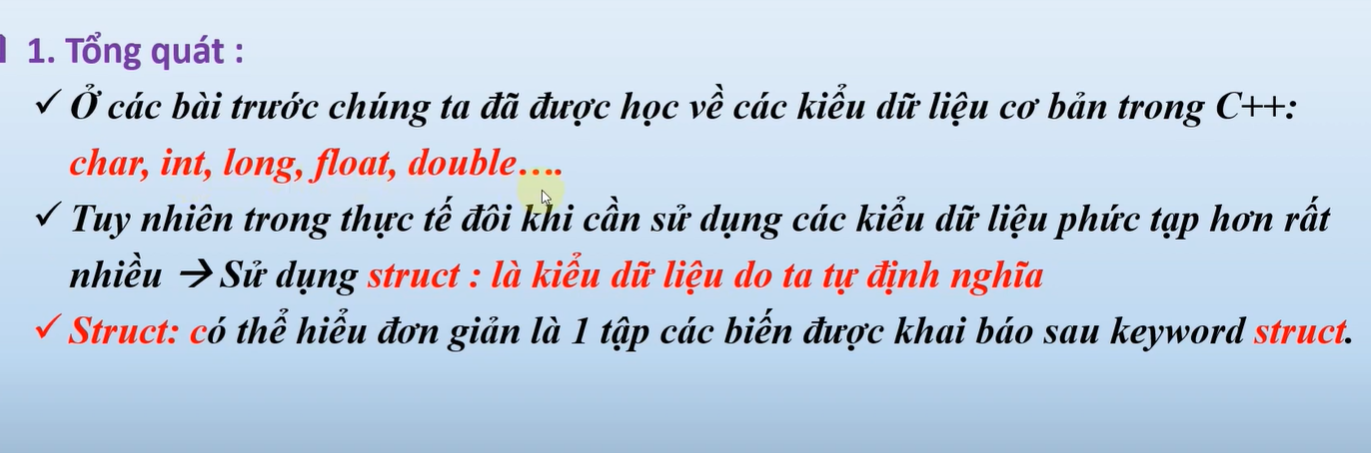 1. Tổng quát :
✓ Ở các bài trước chúng ta đã được học về các kiểu dữ liệu cơ bản trong C++:
char, int, long, float, double….
✓ Tuy nhiên trong thực tế đôi khi cần sử dụng các kiểu dữ liệu phức tạp hơn rất
nhiều → Sử dụng struct : là kiểu dữ liệu do ta tự định nghĩa
✓ Struct: có thể hiểu đơn giản là 1 tập các biến được khai báo sau keyword struct.